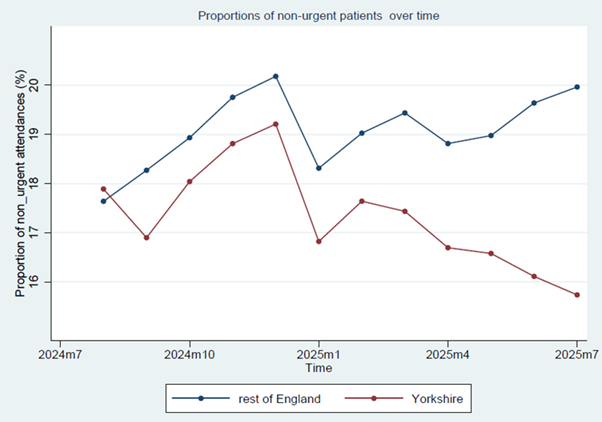 Proportions of non-urgent patients over time
Proportion of non_urgent attendances (%)
20
19
18
17
16
2024m7 2024m10 2025m1 2025m4 2025m7
Time
rest of England Yorkshire